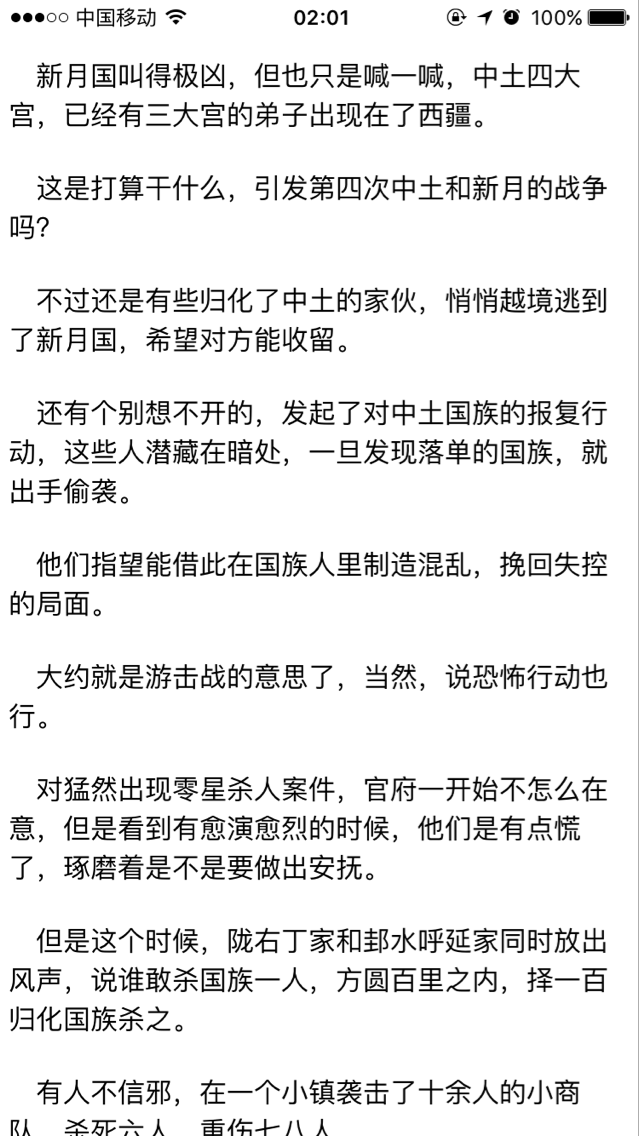 中国移动 02:01 100%
新月国叫得极凶，但也只是喊一喊，中土四大
宫，已经有三大宫的弟子出现在了西疆。
这是打算干什么，引发第四次中土和新月的战争
吗？
不过还是有些归化了中土的家伙，悄悄越境逃到
了新月国，希望对方能收留。
还有个别想不开的，发起了对中土国族的报复行
动，这些人潜藏在暗处，一旦发现落单的国族，就
出手偷袭。
他们指望能借此在国族人里制造混乱，挽回失控
的局面。
大约就是游击战的意思了，当然，说恐怖行动也
行。
对猛然出现零星杀人案件，官府一开始不怎么在
意，但是看到有愈演愈烈的时候，他们是有点慌
了，琢磨着是不是要做出安抚。
但是这个时候，陇右丁家和邽水呼延家同时放出
风声，说谁敢杀国族一人，方圆百里之内，择一百
归化国族杀之。
有人不信邪，在一个小镇袭击了十余人的小商
队，杀死六人，重伤七八人